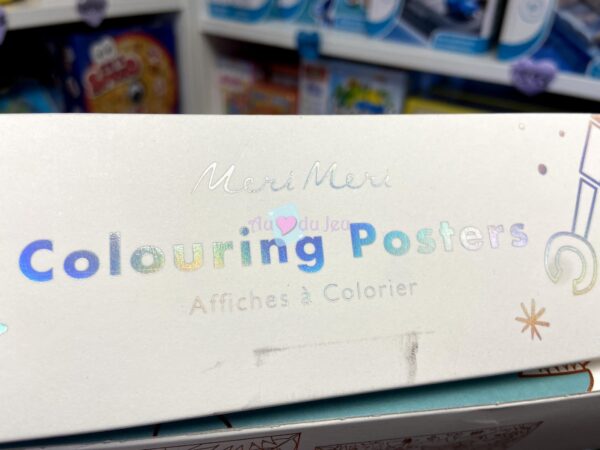 Meri Meri
Au du Jeu
Colouring Posters
Affiches à Colorier